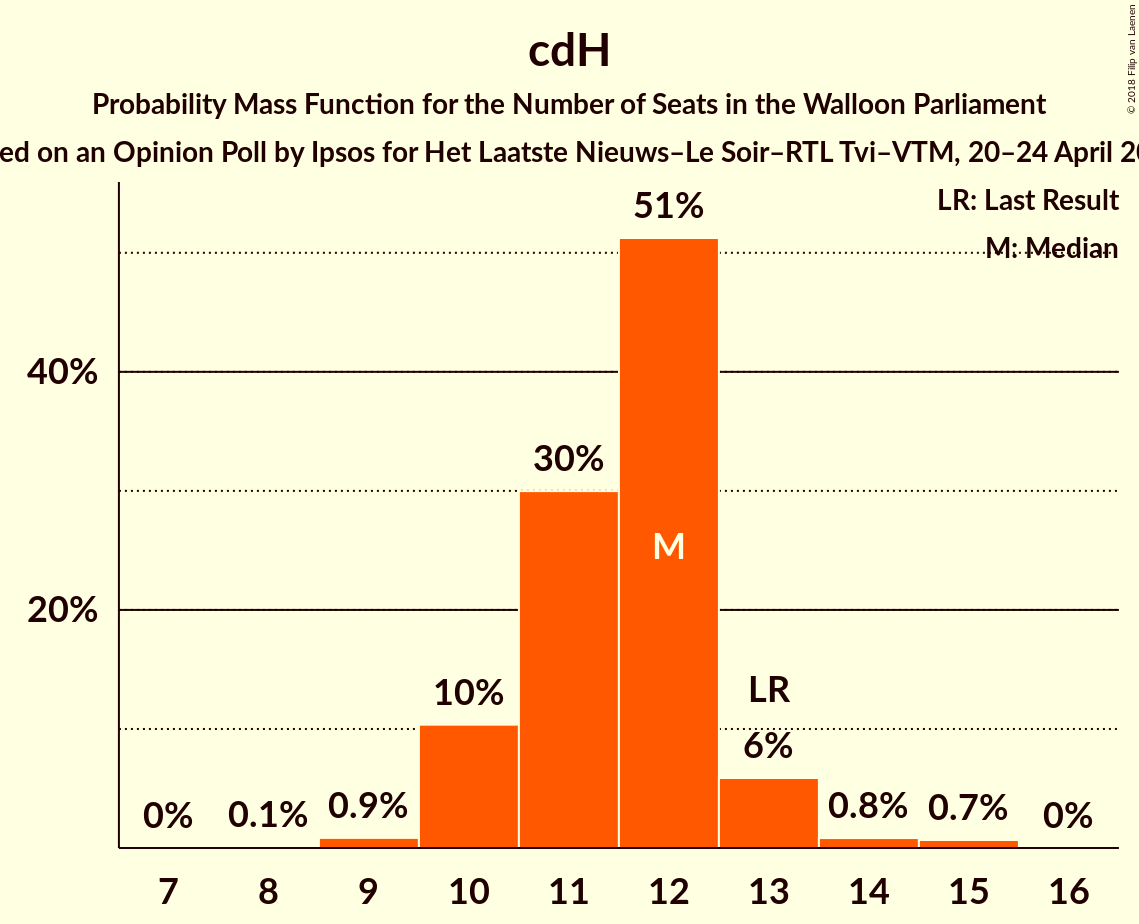 cdH
Probability Mass Function for the Number of Seats in the Walloon Parliament
ed on an Opinion Poll by Ipsos for Het Laatste Nieuws–Le Soir–RTL Tvi–VTM, 20–24 April 20
© 2018 Filip van Laenen
LR: Last Result
M: Median
51%
40%
30%
M
20%
10%
LR
6%
0%
0.1%
0.9%
0.8%
0.7%
0%
7 8 9 10 11 12 13 14 15 16